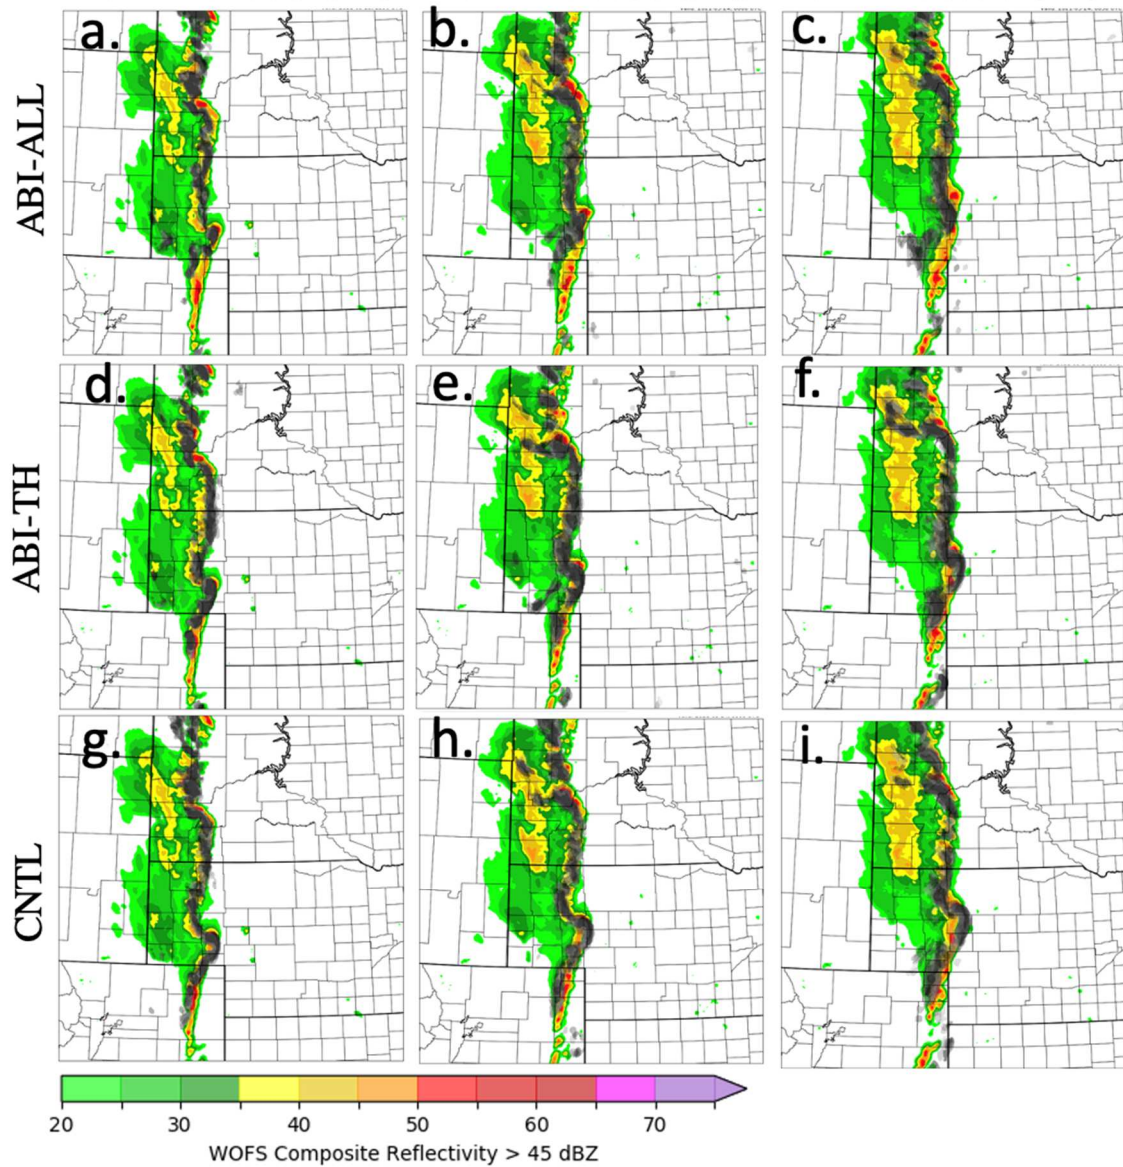 a.
b.
c.
ABI-ALL
d.
e.
f.
ABI-TH
g.
h.
i.
CNTL
20 30 40 50 60 70
WOFS Composite Reflectivity > 45 dBZ